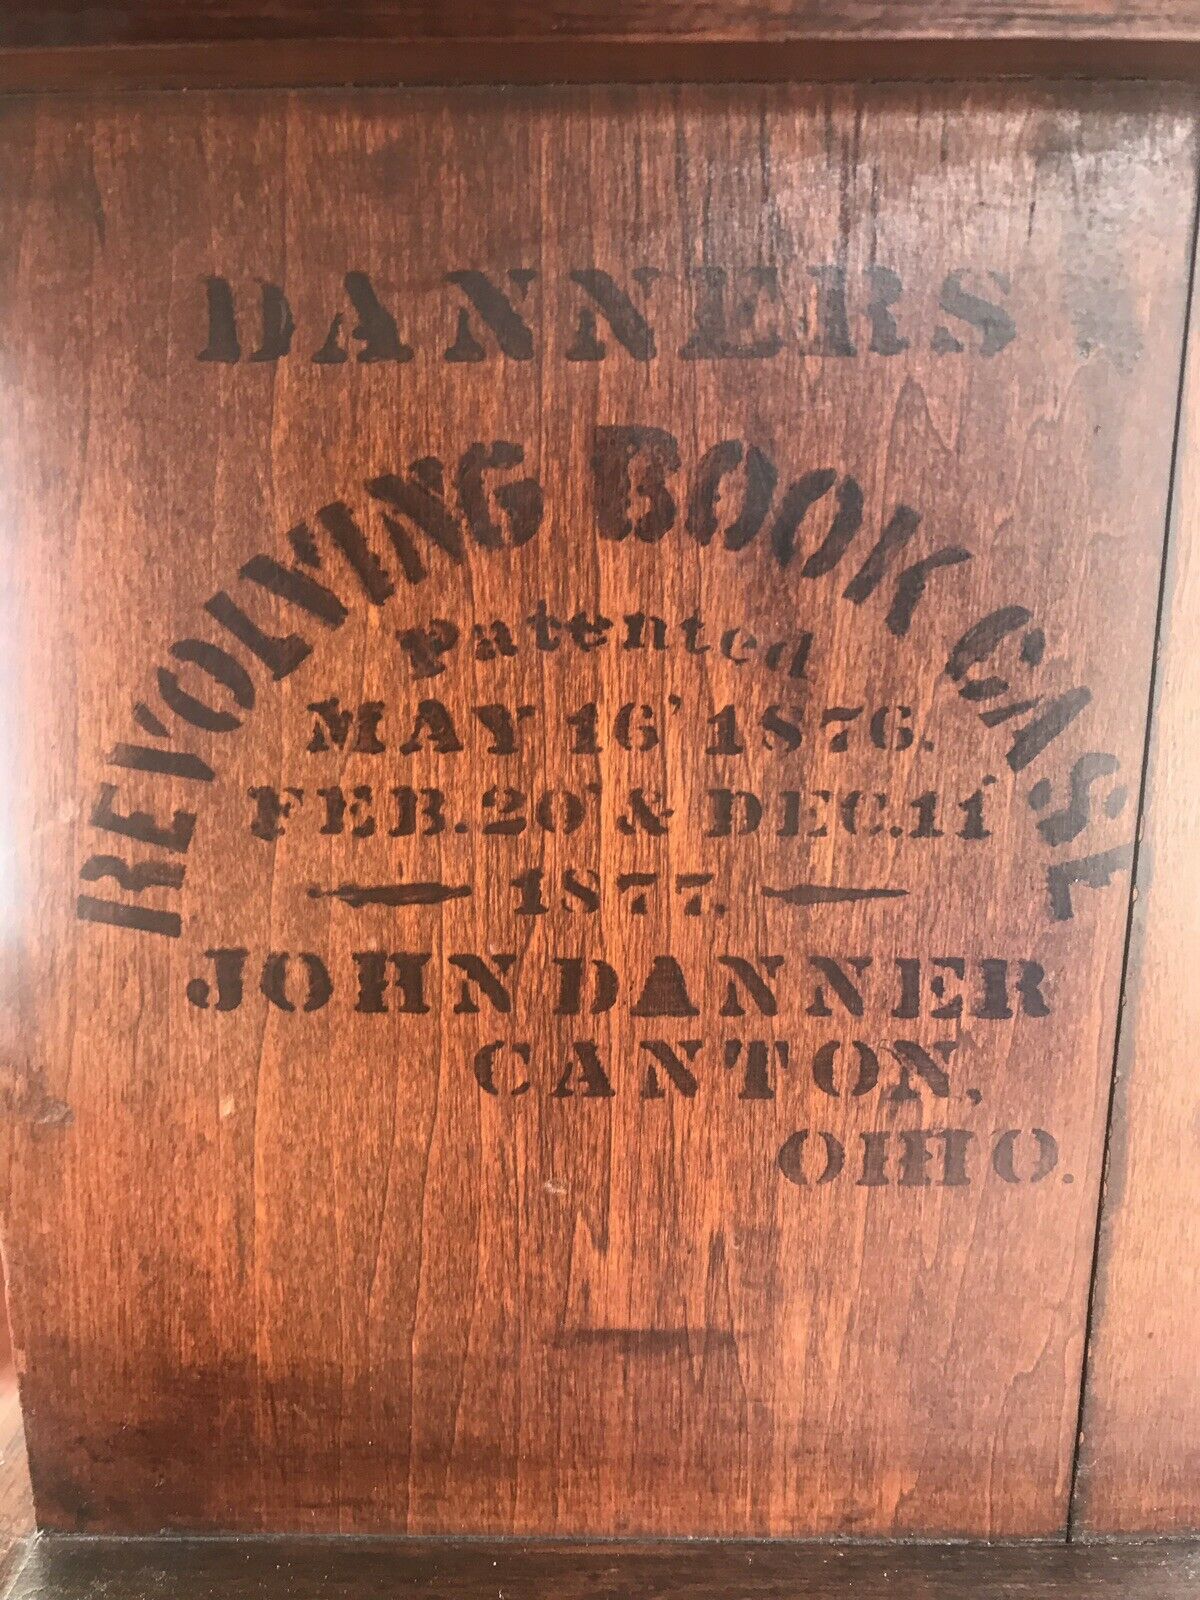 DANNERS
REVOLVING BOOK CASE
Patented
MAY 16' 1876.
FEB. 20' & DEC. 11'
1877.
JOHN DANNER
CANTON,
OHIO.